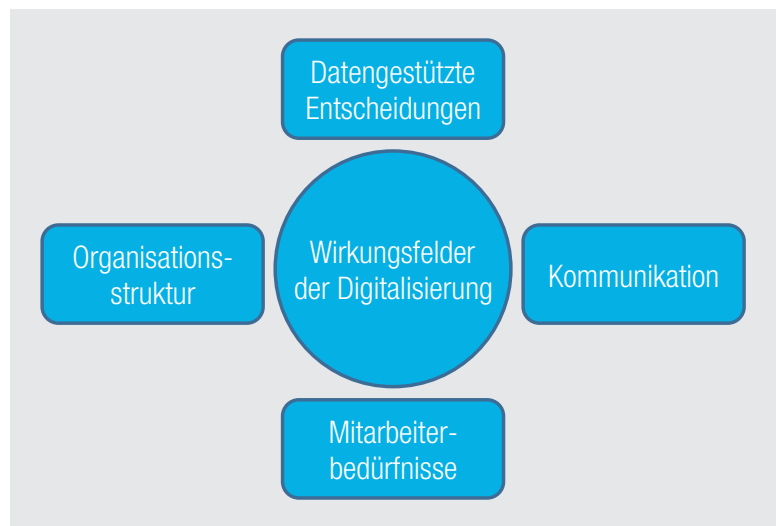 Datengestützte
Entscheidungen
Organisations-
struktur
Wirkungsfelder
der Digitalisierung
Kommunikation
Mitarbeiter-
bedürfnisse